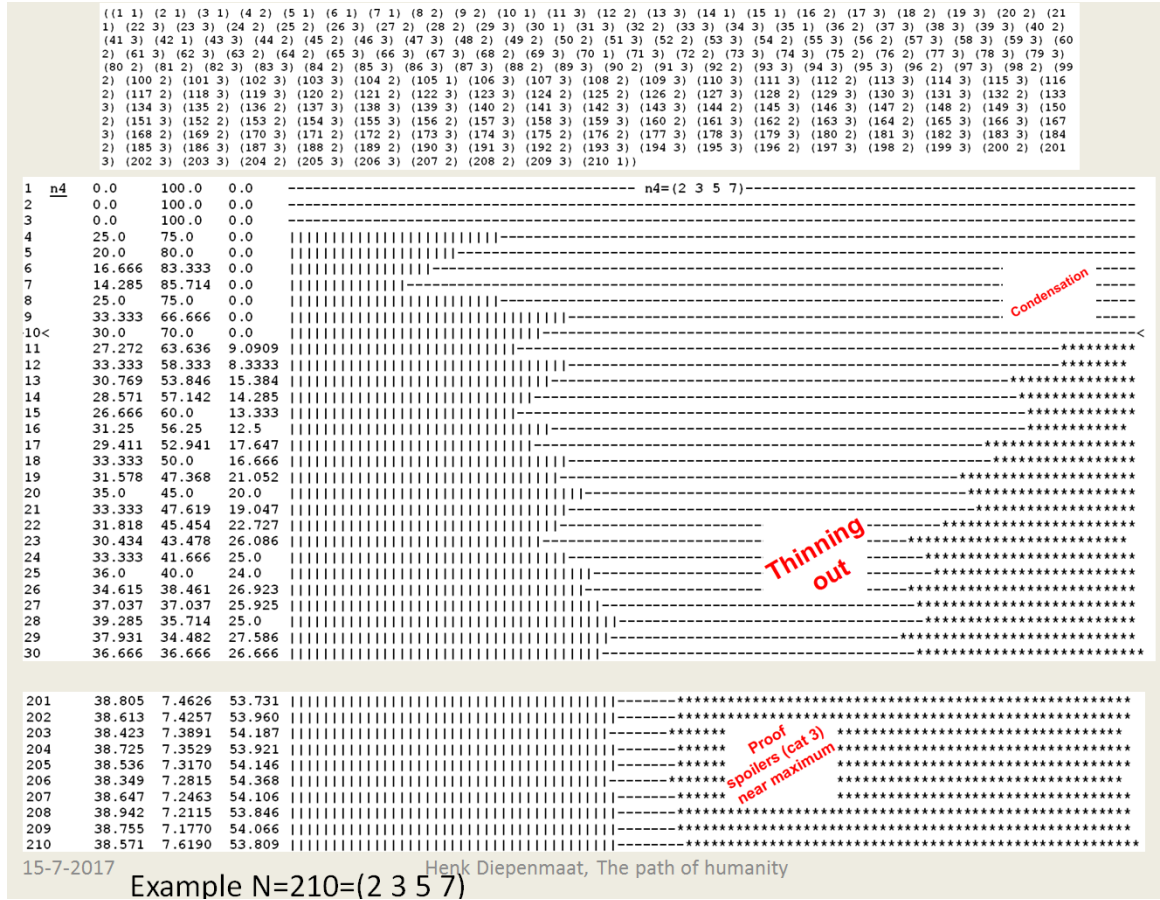 ((1 1) (2 1) (3 1) (4 2) (5 1) (6 1) (7 1) (8 2) (9 2) (10 1) (11 3) (12 2) (13 3) (14 1) (15 1) (16 2) (17 3) (18 2) (19 3) (20 2) (21
1) (22 3) (23 3) (24 2) (25 2) (26 3) (27 2) (28 2) (29 3) (30 1) (31 3) (32 2) (33 3) (34 3) (35 1) (36 2) (37 3) (38 3) (39 3) (40 2)
(41 3) (42 1) (43 3) (44 2) (45 2) (46 3) (47 3) (48 2) (49 2) (50 2) (51 3) (52 2) (53 3) (54 2) (55 3) (56 2) (57 3) (58 3) (59 3) (60
2) (61 3) (62 3) (63 2) (64 2) (65 3) (66 3) (67 3) (68 2) (69 3) (70 1) (71 3) (72 2) (73 3) (74 3) (75 2) (76 2) (77 3) (78 3) (79 3)
(80 2) (81 2) (82 3) (83 3) (84 2) (85 3) (86 3) (87 3) (88 2) (89 3) (90 2) (91 3) (92 2) (93 3) (94 3) (95 3) (96 2) (97 3) (98 2) (99
2) (100 2) (101 3) (102 3) (103 3) (104 2) (105 1) (106 3) (107 3) (108 2) (109 3) (110 3) (111 3) (112 2) (113 3) (114 3) (115 3) (116
2) (117 2) (118 3) (119 3) (120 2) (121 2) (122 3) (123 3) (124 2) (125 2) (126 2) (127 3) (128 2) (129 3) (130 3) (131 3) (132 2) (133
3) (134 3) (135 2) (136 2) (137 3) (138 3) (139 3) (140 2) (141 3) (142 3) (143 3) (144 2) (145 3) (146 3) (147 2) (148 2) (149 3) (150
2) (151 3) (152 2) (153 2) (154 3) (155 3) (156 2) (157 3) (158 3) (159 3) (160 2) (161 3) (162 2) (163 3) (164 2) (165 3) (166 3) (167
3) (168 2) (169 2) (170 3) (171 2) (172 2) (173 3) (174 3) (175 2) (176 2) (177 3) (178 3) (179 3) (180 2) (181 3) (182 3) (183 3) (184
2) (185 3) (186 3) (187 3) (188 2) (189 2) (190 3) (191 3) (192 2) (193 3) (194 3) (195 3) (196 2) (197 3) (198 2) (199 3) (200 2) (201
3) (202 3) (203 3) (204 2) (205 3) (206 3) (207 2) (208 2) (209 3) (210 1))
1 n4 0.0 100.0 0.0 n4=(2 3 5 7)
2 0.0 100.0 0.0
3 0.0 100.0 0.0
4 25.0 75.0 0.0
5 20.0 80.0 0.0
6 16.666 83.333 0.0
7 14.285 85.714 0.0
8 25.0 75.0 0.0
Condensation
9 33.333 66.666 0.0
10< 30.0 70.0 0.0 <
11 27.272 63.636 9.0909
12 33.333 58.333 8.3333
13 30.769 53.846 15.384
14 28.571 57.142 14.285
15 26.666 60.0 13.333
16 31.25 56.25 12.5
17 29.411 52.941 17.647
18 33.333 50.0 16.666
19 31.578 47.368 21.052
20 35.0 45.0 20.0
21 33.333 47.619 19.047
22 31.818 45.454 22.727
23 30.434 43.478 26.086
24 33.333 41.666 25.0
Thinning
out
25 36.0 40.0 24.0
26 34.615 38.461 26.923
27 37.037 37.037 25.925
28 39.285 35.714 25.0
29 37.931 34.482 27.586
30 36.666 36.666 26.666
201 38.805 7.4626 53.731
202 38.613 7.4257 53.960
203 38.423 7.3891 54.187
204 38.725 7.3529 53.921
Proof
spoilers (cat 3)
near maximum
205 38.536 7.3170 54.146
206 38.349 7.2815 54.368
207 38.647 7.2463 54.106
208 38.942 7.2115 53.846
209 38.755 7.1770 54.066
210 38.571 7.6190 53.809
15-7-2017
Henk Diepenmaat, The path of humanity
Example N=210=(2 3 5 7)